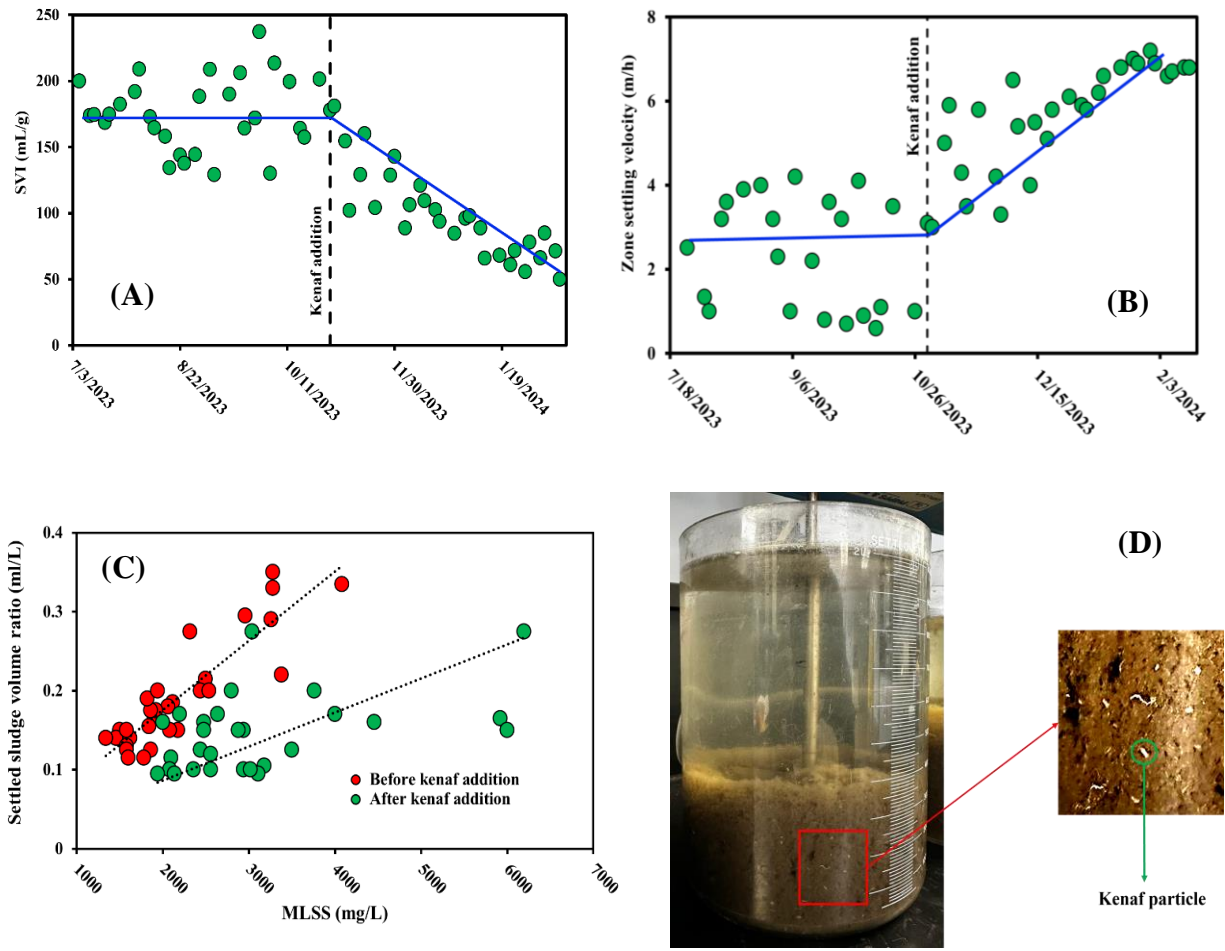 (A)
SVI (mL/g)
250
200
150
100
50
0
Kenaf addition
7/3/2023
8/22/2023
10/11/2023
11/30/2023
1/19/2024
(B)
Zone settling velocity (m/h)
8
6
4
2
0
Kenaf addition
7/18/2023
9/6/2023
10/26/2023
12/15/2023
2/3/2024
(C)
Settled sludge volume ratio (ml/L)
0.4
0.3
0.2
0.1
0
Before kenaf addition
After kenaf addition
1000
2000
3000
4000
5000
6000
7000
MLSS (mg/L)
(D)
Kenaf particle